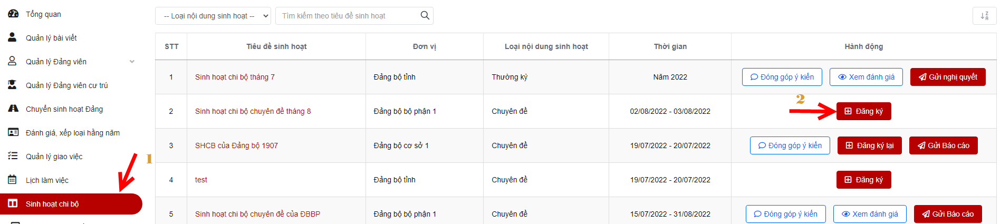 Tổng quan
Quản lý bài viết
Quản lý Đảng viên
Quản lý Đảng viên cư trú
Chuyển sinh hoạt Đảng
Đánh giá, xếp loại hằng năm
Quản lý giao việc
Lịch làm việc
Sinh hoạt chi bộ
1
-- Loại nội dung sinh hoạt --
Tìm kiếm theo tiêu đề sinh hoạt
STT Tiêu đề sinh hoạt Đơn vị Loại nội dung sinh hoạt Thời gian Hành động
1 Sinh hoạt chi bộ tháng 7 Đảng bộ tỉnh Thường kỳ Năm 2022 Đóng góp ý kiến Xem đánh giá Gửi nghị quyết
2
2 Sinh hoạt chi bộ chuyên đề tháng 8 Đảng bộ bộ phận 1 Chuyên đề 02/08/2022 - 03/08/2022 Đăng ký
3 SHCB của Đảng bộ 1907 Đảng bộ cơ sở 1 Chuyên đề 19/07/2022 - 20/07/2022 Đóng góp ý kiến Đăng ký lại Gửi Báo cáo
4 test Đảng bộ tỉnh Chuyên đề 19/07/2022 - 20/07/2022 Đăng ký
5 Sinh hoạt chi bộ chuyên đề của ĐBBP Đảng bộ bộ phận 1 Chuyên đề 15/07/2022 - 31/08/2022 Đóng góp ý kiến Xem đánh giá Gửi Báo cáo